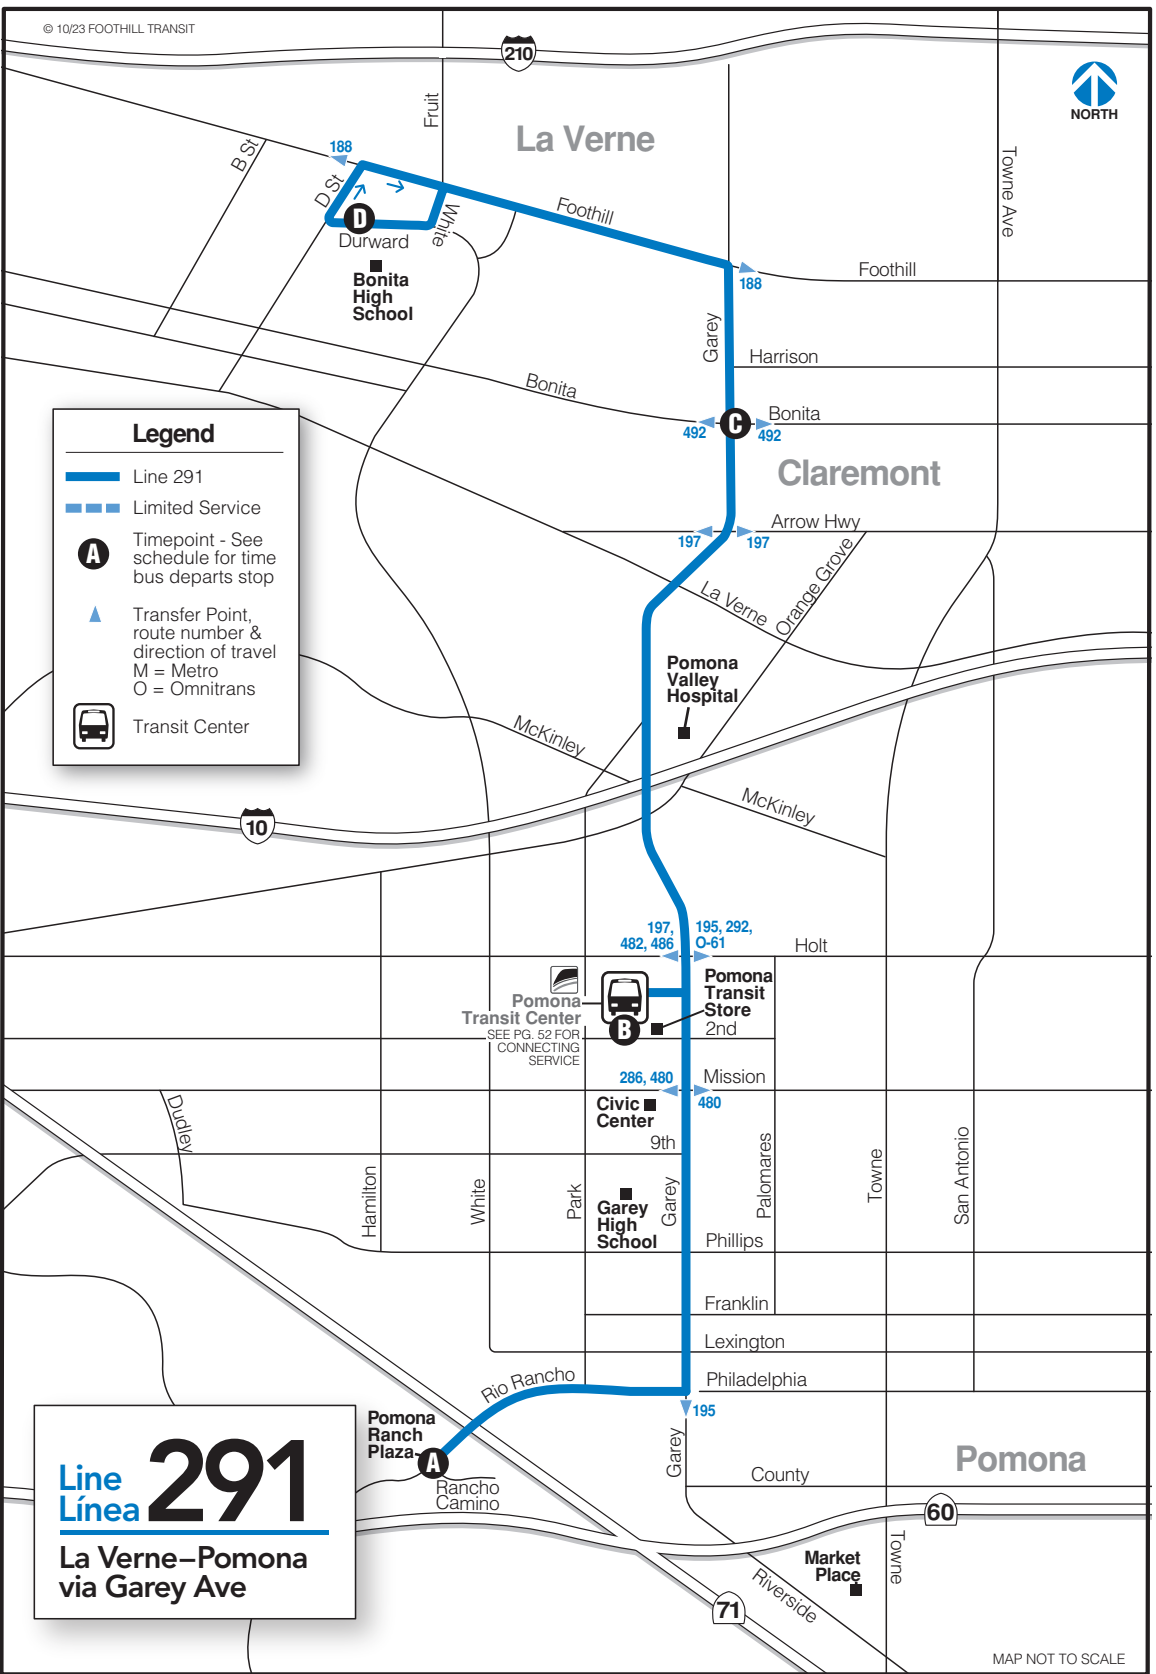 © 10/23 FOOTHILL TRANSIT
210
NORTH
Fruit
La Verne
B St
188
D St
Towne Ave
White
Foothill
D
Durward
Bonita
High
School
Foothill
188
Garey
Harrison
Bonita
Bonita
492
C
492
Claremont
Legend
Line 291
Limited Service
A
Timepoint - See
schedule for time
bus departs stop
Transfer Point,
route number &
direction of travel
M = Metro
O = Omnitrans
Transit Center
Arrow Hwy
197
197
La Verne
Orange Grove
Pomona
Valley
Hospital
McKinley
McKinley
10
197,
482, 486
195, 292,
O-61
Holt
Pomona
Transit Center
SEE PG. 52 FOR
CONNECTING
SERVICE
B
Pomona
Transit
Store
2nd
286, 480
Mission
480
Civic
Center
9th
Dudley
Hamilton
White
Park
Garey
Palomares
Towne
San Antonio
Garey
High
School
Phillips
Franklin
Lexington
Philadelphia
Rio Rancho
195
Pomona
Ranch
Plaza
A
Rancho
Camino
Garey
County
Pomona
60
Towne
Market
Place
Riverside
71
Line
Línea
291
La Verne–Pomona
via Garey Ave
MAP NOT TO SCALE